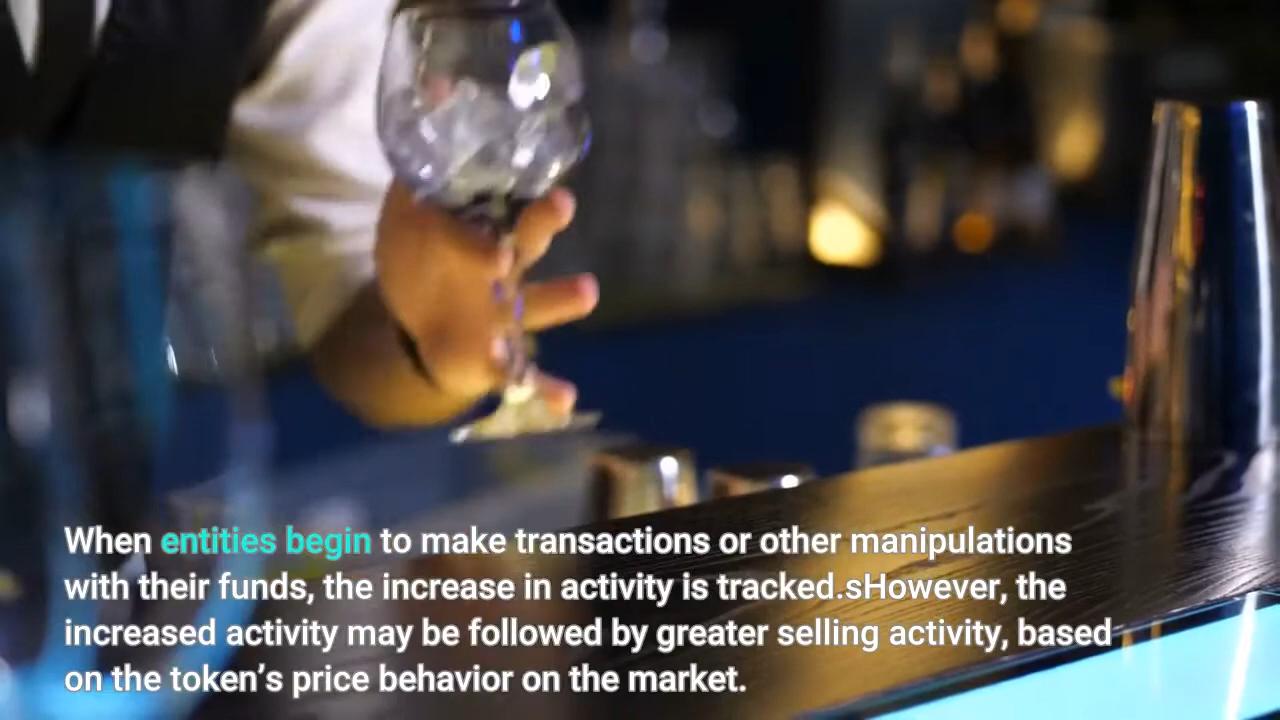 When entities begin to make transactions or other manipulations
with their funds, the increase in activity is tracked.sHowever, the
increased activity may be followed by greater selling activity, based
on the token’s price behavior on the market.